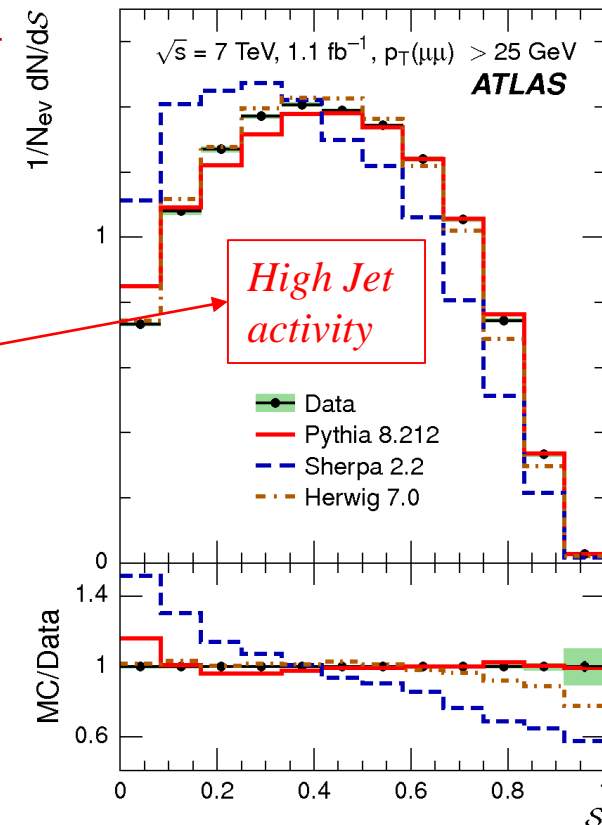 1/N_ev dN/dS
√s = 7 TeV, 1.1 fb⁻¹, p_T(μμ) > 25 GeV
ATLAS
1
High Jet
activity
Data
Pythia 8.212
Sherpa 2.2
Herwig 7.0
0
1.4
MC/Data
1
0.6
0 0.2 0.4 0.6 0.8
S